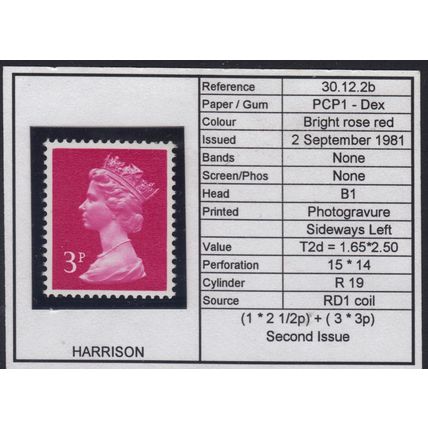 3P
HARRISON
Reference 30.12.2b
Paper / Gum PCP1 - Dex
Colour Bright rose red
Issued 2 September 1981
Bands None
Screen/Phos None
Head B1
Printed Photogravure
Sideways Left
Value T2d = 1.65*2.50
Perforation 15 * 14
Cylinder R 19
Source RD1 coil
(1 * 2 1/2p) + ( 3 * 3p)
Second Issue